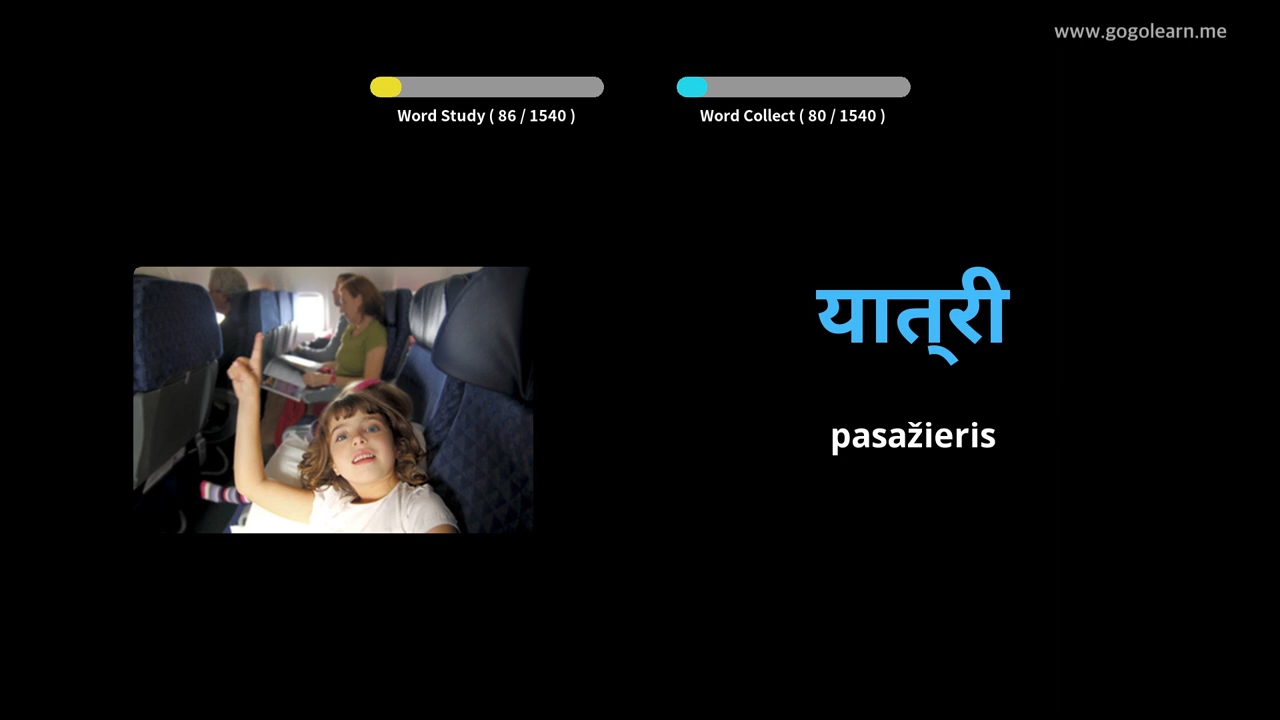 www.gogolearn.me
Word Study ( 86 / 1540 )
Word Collect ( 80 / 1540 )
यात्‌री
pasažieris